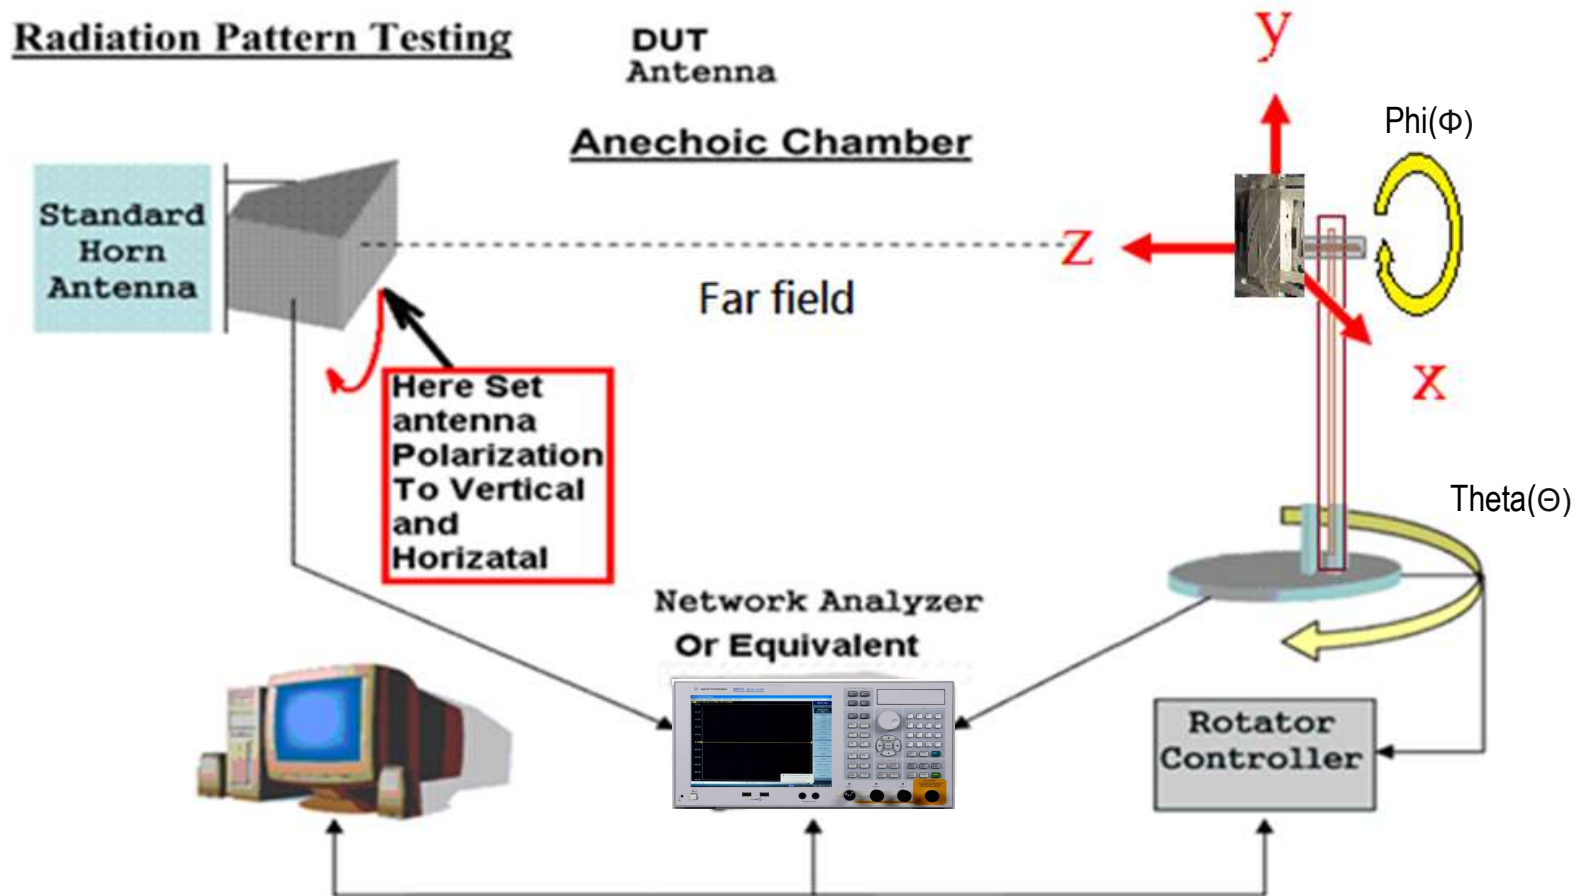 Radiation Pattern Testing
DUT
Antenna
Anechoic Chamber
y
Phi(Φ)
Standard
Horn
Antenna
z
Far field
x
Here Set
antenna
Polarization
To Vertical
and
Horizatal
Theta(Θ)
Network Analyzer
Or Equivalent
Rotator
Controller